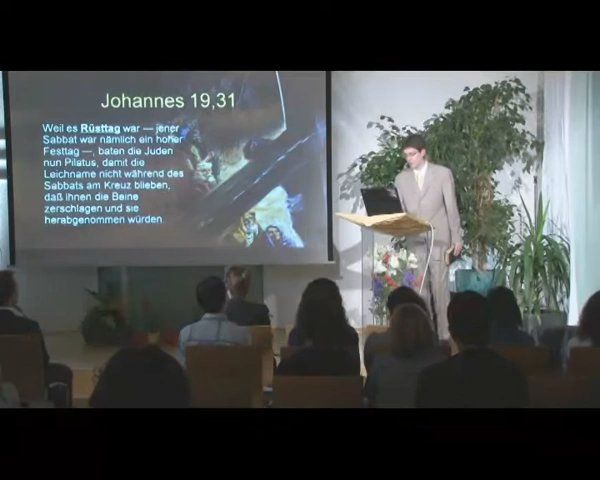 Johannes 19,31
Weil es Rüsttag war — jener
Sabbat war nämlich ein hoher
Festtag —, baten die Juden
nun Pilatus, damit die
Leichname nicht während des
Sabbats am Kreuz blieben,
daß ihnen die Beine
zerschlagen und sie
herabgenommen würden.